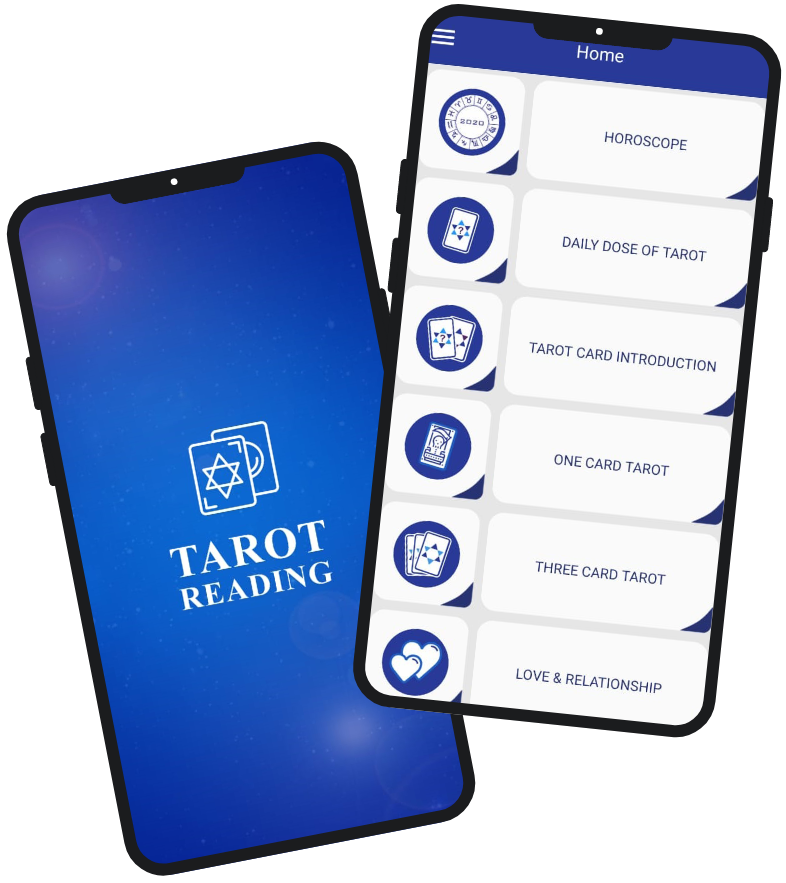 TAROT
READING
Home
2020
HOROSCOPE
?
DAILY DOSE OF TAROT
?
TAROT CARD INTRODUCTION
ONE CARD TAROT
THREE CARD TAROT
LOVE & RELATIONSHIP